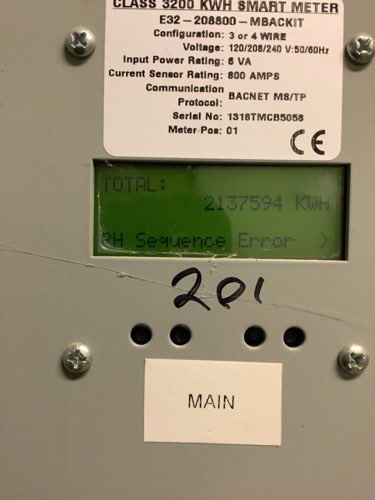 CLASS 3200 KWH SMART METER
E32-208800-MBACKIT
Configuration: 3 or 4 WIRE
Voltage: 120/208/240 V:50/60Hz
Input Power Rating: 6 VA
Current Sensor Rating: 800 AMPS
Communication Protocol: BACNET MS/TP
Serial No: 1318TMCB5058
Meter Pos: 01
CE
TOTAL:
2137594 KWH
PH Sequence Error >
201
MAIN